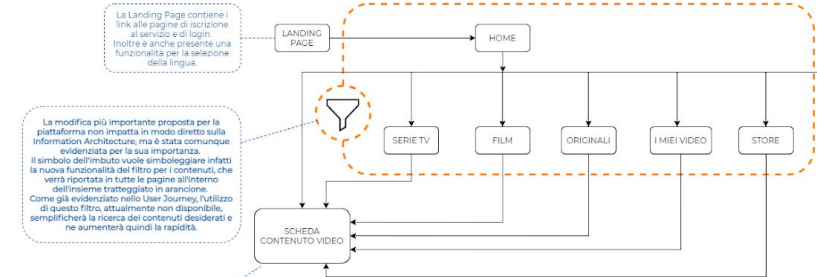 La Landing Page contiene i
link alle pagine di iscrizione
al servizio e di login.
Inoltre è anche presente una
funzionalità per la selezione
della lingua.
LANDING
PAGE
HOME
La modifica più importante proposta per la
piattaforma non impatta in modo diretto sulla
Information Architecture, ma è stata comunque
evidenziata per la sua importanza.
Il simbolo dell'imbuto vuole simboleggiare infatti
la nuova funzionalità del filtro per i contenuti, che
verrà riportata in tutte le pagine all'interno
dell'insieme tratteggiato in arancione.
Come già evidenziato nello User Journey, l'utilizzo
di questo filtro, attualmente non disponibile,
semplificherà la ricerca dei contenuti desiderati e
ne aumenterà quindi la rapidità.
SERIE TV
FILM
ORIGINALI
I MIEI VIDEO
STORE
SCHEDA
CONTENUTO VIDEO